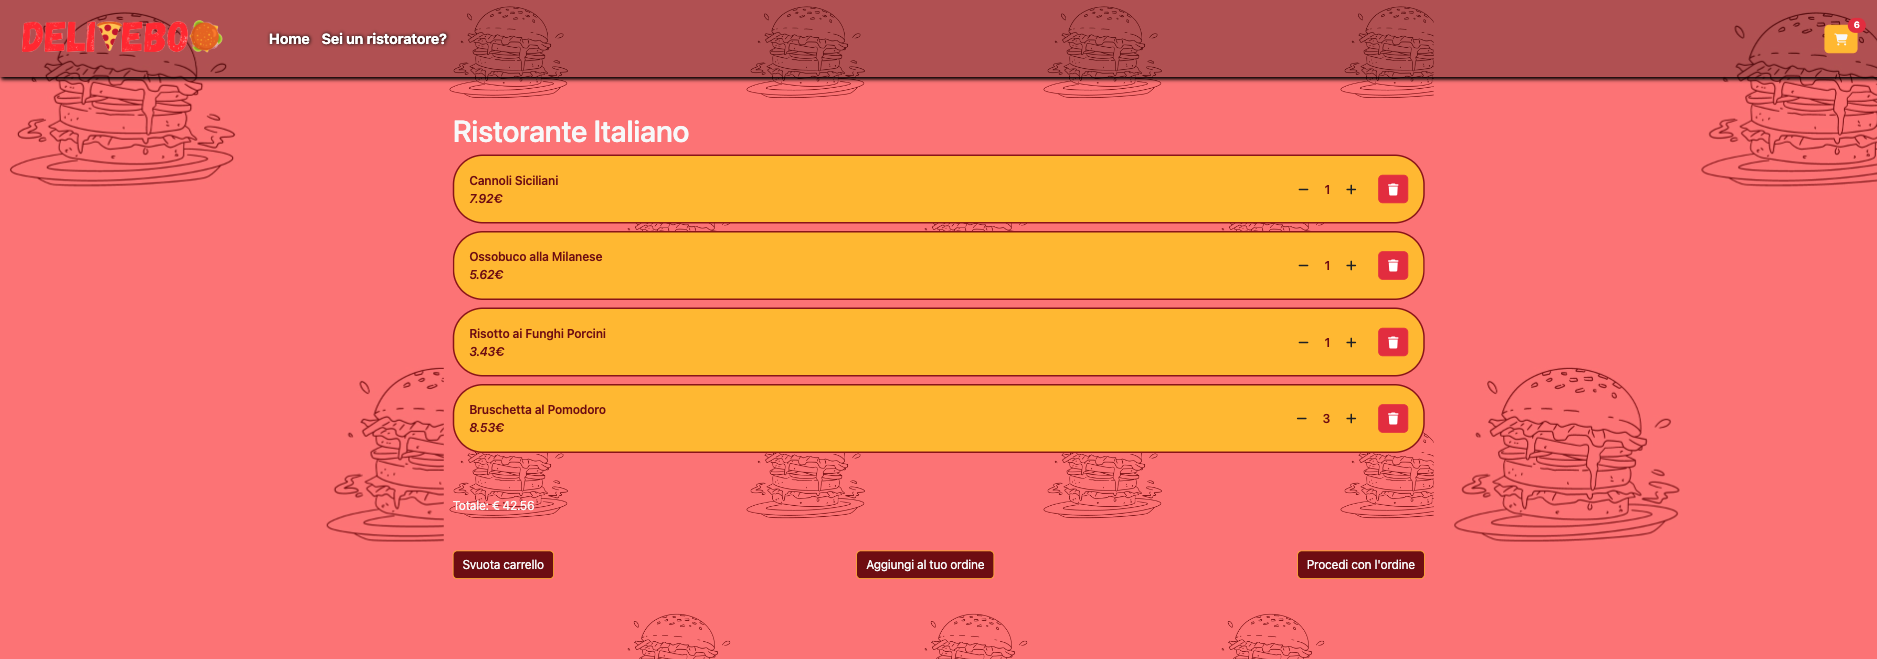 DELIVEBOO
Home Sei un ristoratore?
6
Ristorante Italiano
Cannoli Siciliani
7.92€
1
Ossobuco alla Milanese
5.62€
1
Risotto ai Funghi Porcini
3.43€
1
Bruschetta al Pomodoro
8.53€
3
Totale: € 42.56
Svuota carrello
Aggiungi al tuo ordine
Procedi con l'ordine